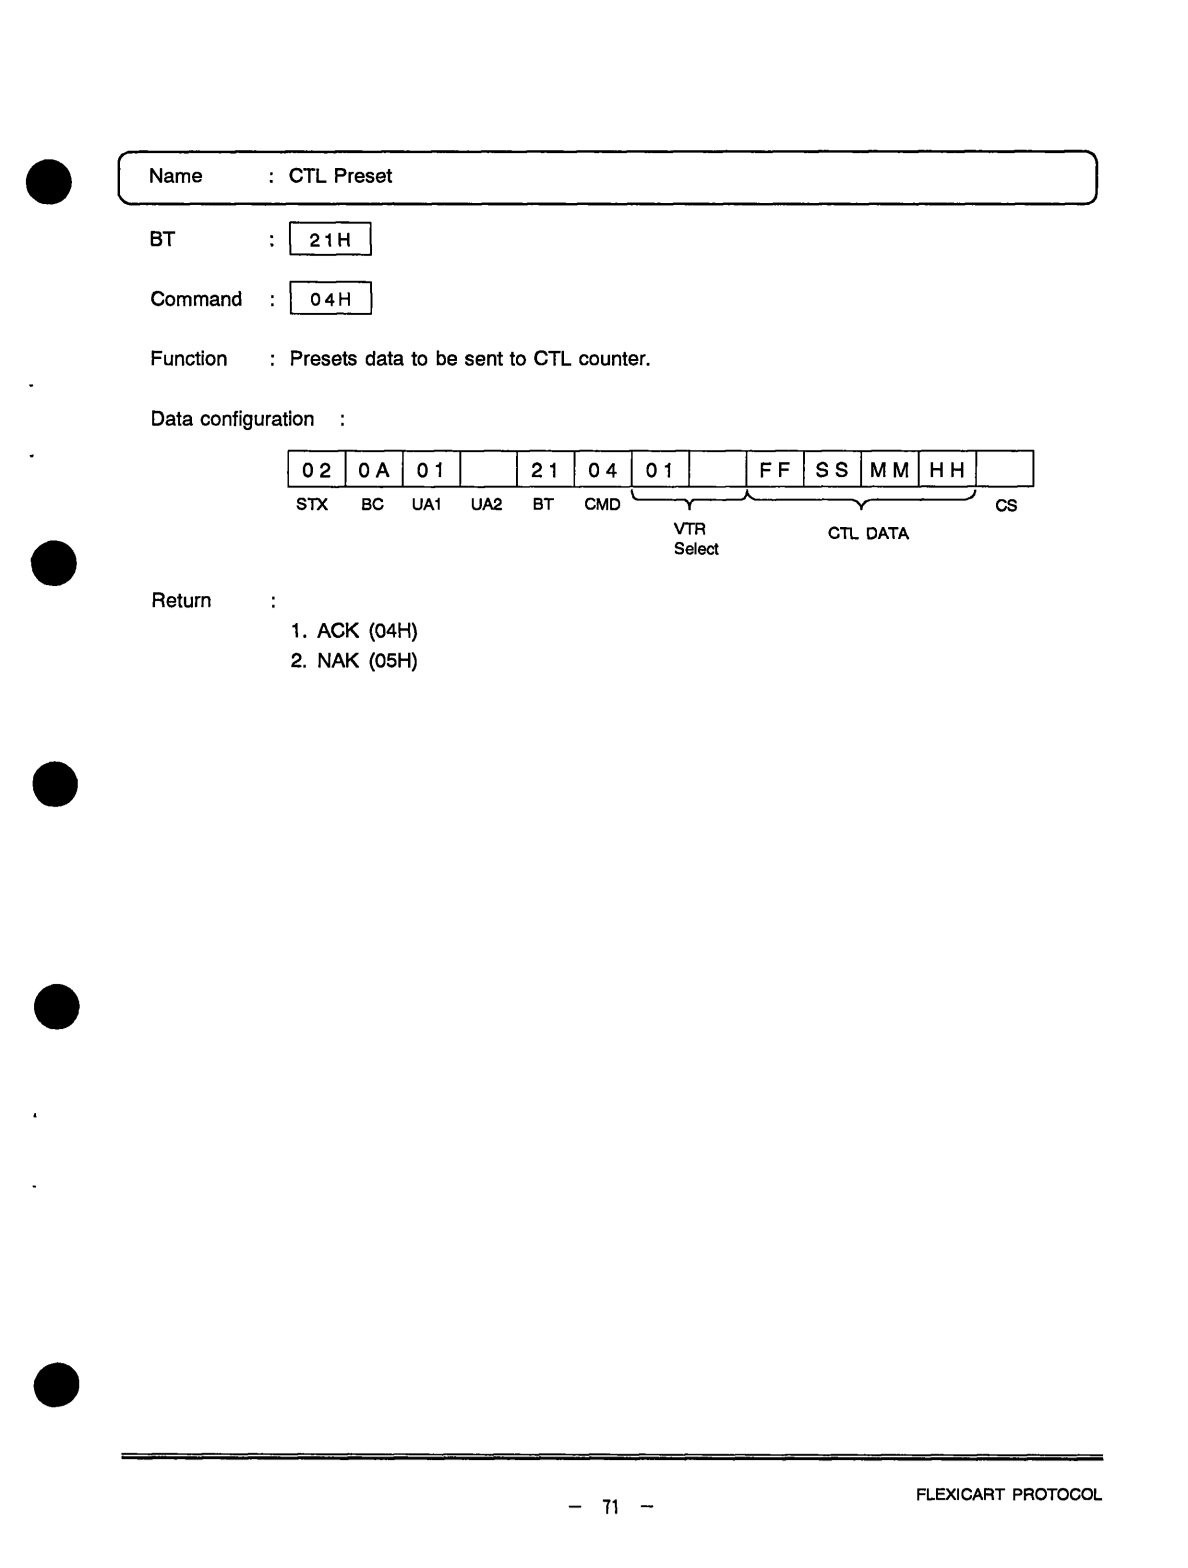 Name : CTL Preset
BT : 21H
Command : 04H
Function : Presets data to be sent to CTL counter.
Data configuration :
02 0A 01 21 04 01 FF SS MM HH
STX BC UA1 UA2 BT CMD CS
VTR CTL DATA
Select
Return :
1. ACK (04H)
2. NAK (05H)
FLEXICART PROTOCOL
– 71 –